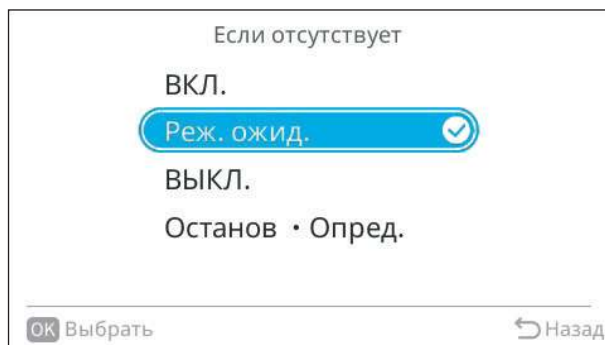 Если отсутствует
ВКЛ.
Реж. ожид.
ВЫКЛ.
Останов・Опред.
OK Выбрать Назад